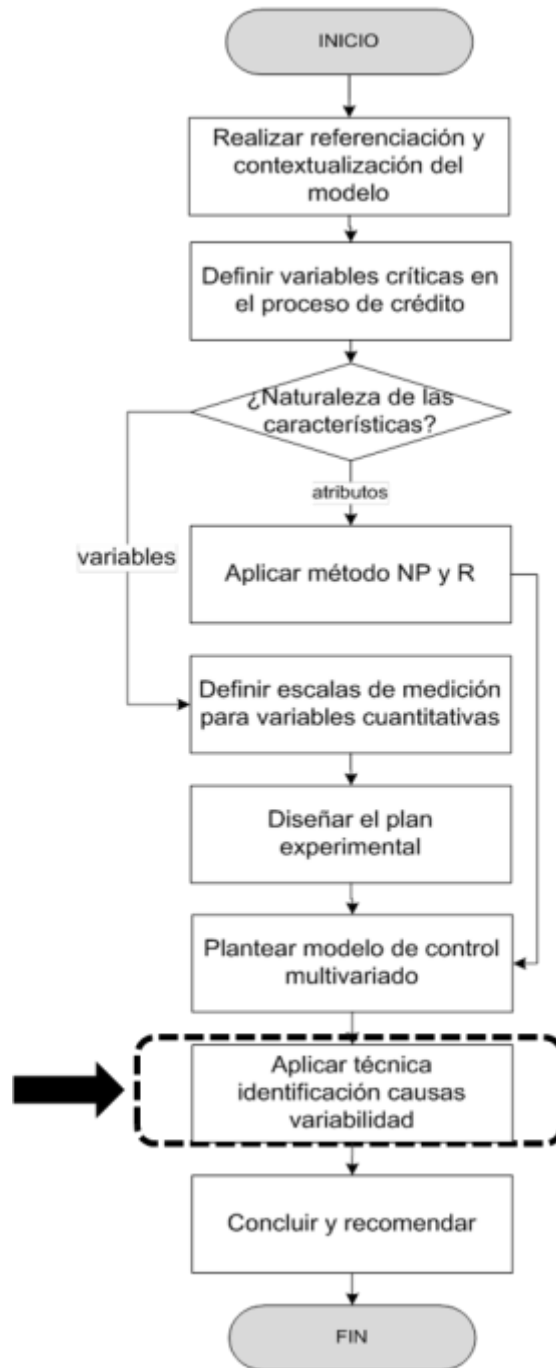 INICIO
Realizar referenciación y
contextualización del
modelo
Definir variables críticas en
el proceso de crédito
¿Naturaleza de las
características?
atributos
variables
Aplicar método NP y R
Definir escalas de medición
para variables cuantitativas
Diseñar el plan
experimental
Plantear modelo de control
multivariado
Aplicar técnica
identificación causas
variabilidad
Concluir y recomendar
FIN